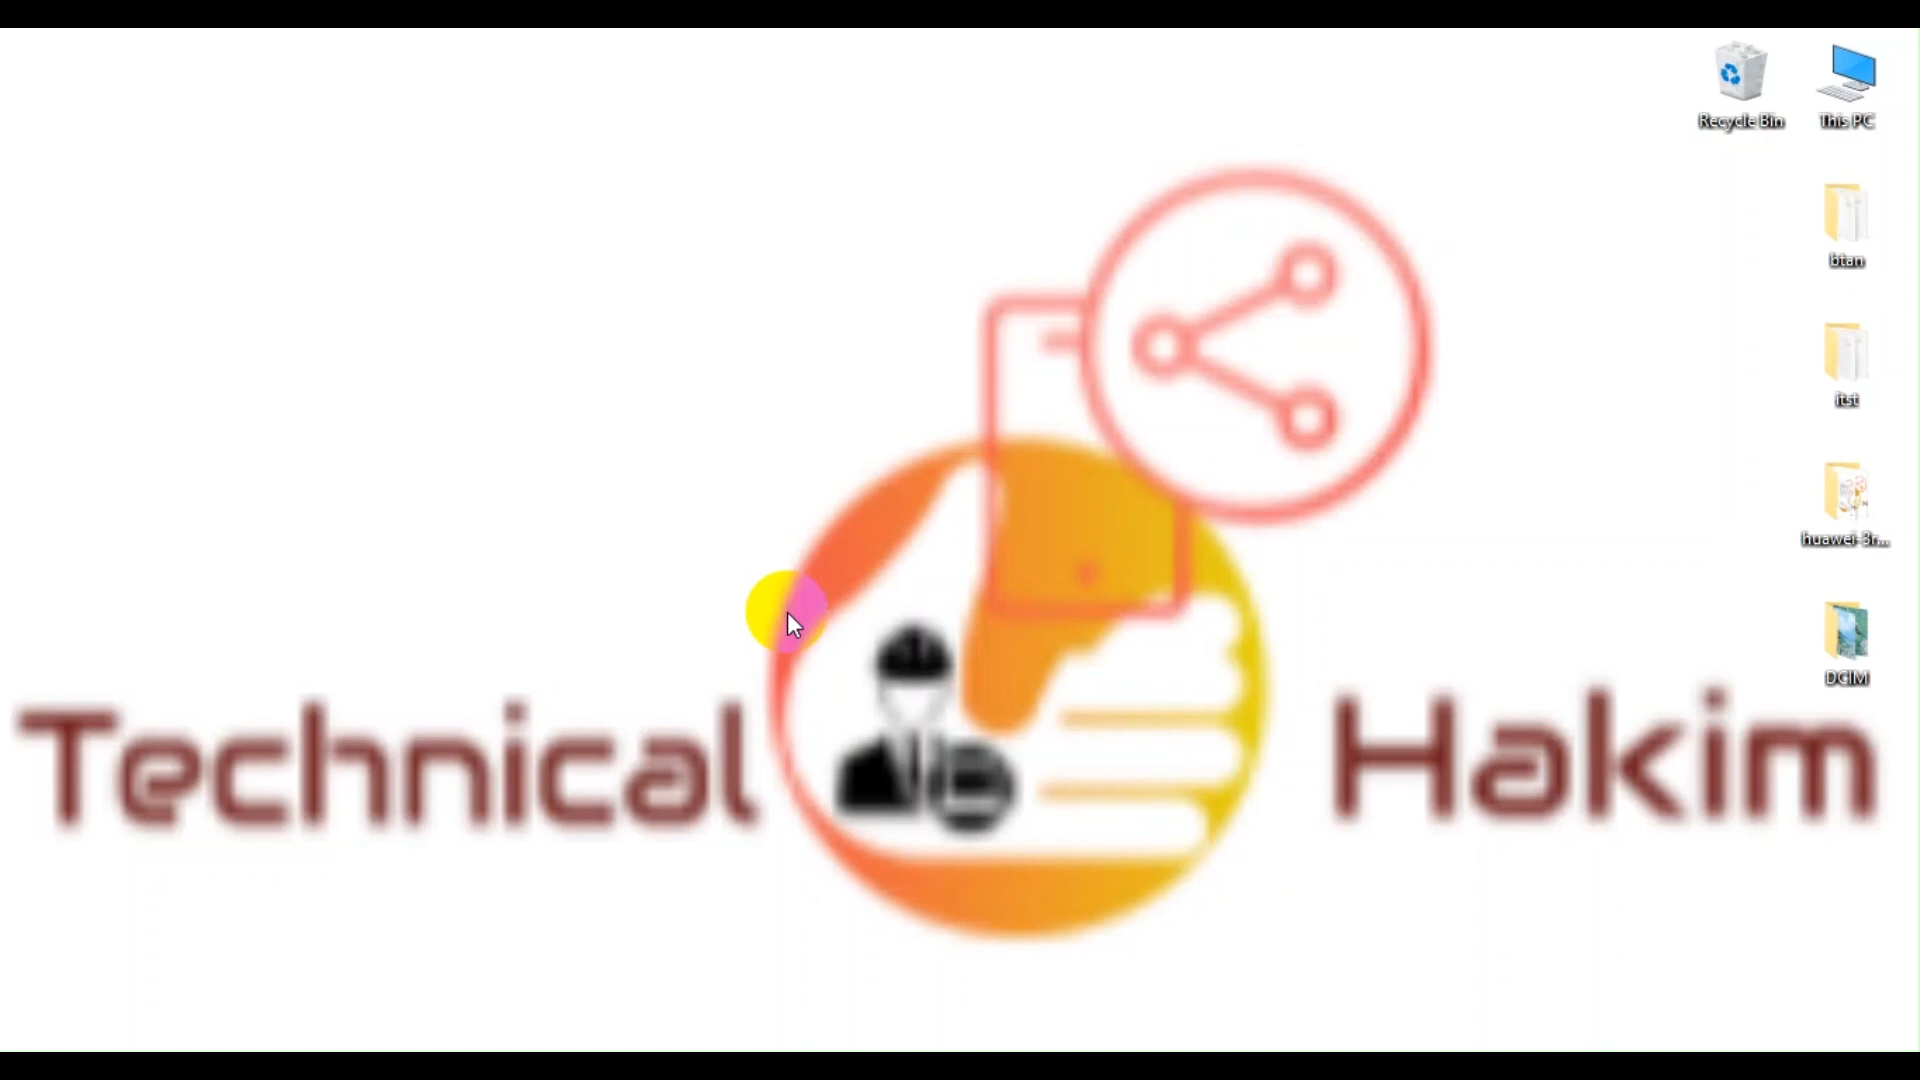 Recycle Bin
This PC
btan
itst
huawei-3r...
DCIM
Technical Hakim